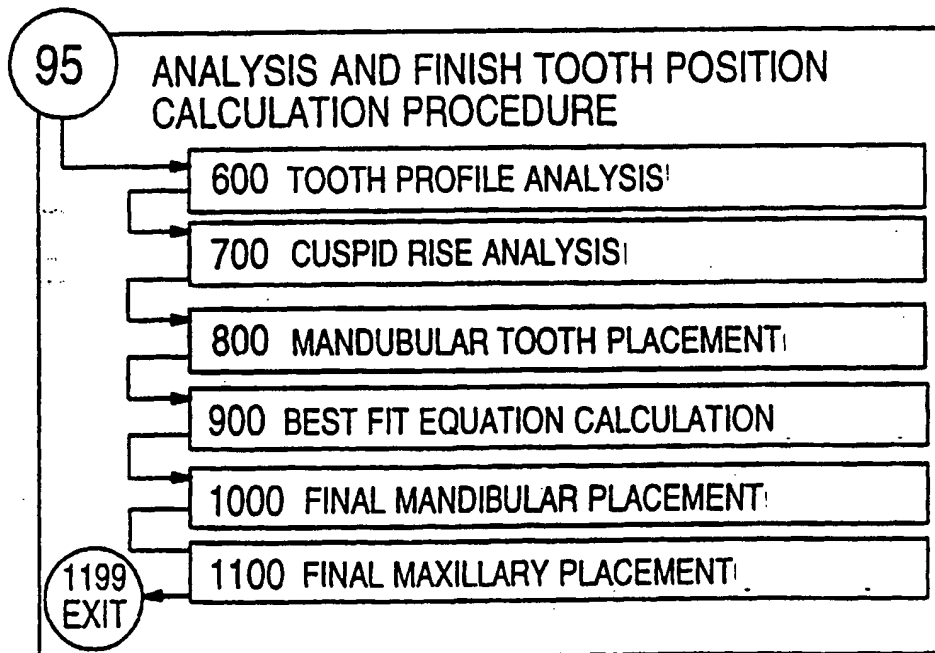 95
ANALYSIS AND FINISH TOOTH POSITION
CALCULATION PROCEDURE
600 TOOTH PROFILE ANALYSIS
700 CUSPID RISE ANALYSIS
800 MANDUBULAR TOOTH PLACEMENT
900 BEST FIT EQUATION CALCULATION
1000 FINAL MANDIBULAR PLACEMENT
1100 FINAL MAXILLARY PLACEMENT
1199
EXIT